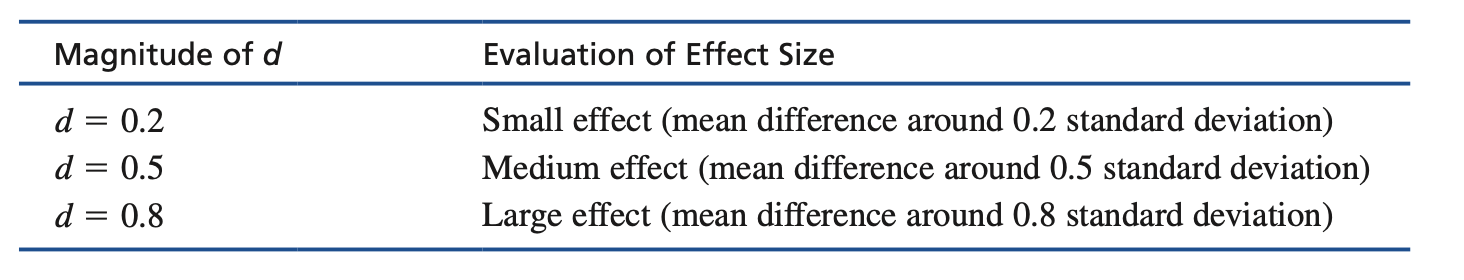 Magnitude of d Evaluation of Effect Size
d = 0.2 Small effect (mean difference around 0.2 standard deviation)
d = 0.5 Medium effect (mean difference around 0.5 standard deviation)
d = 0.8 Large effect (mean difference around 0.8 standard deviation)